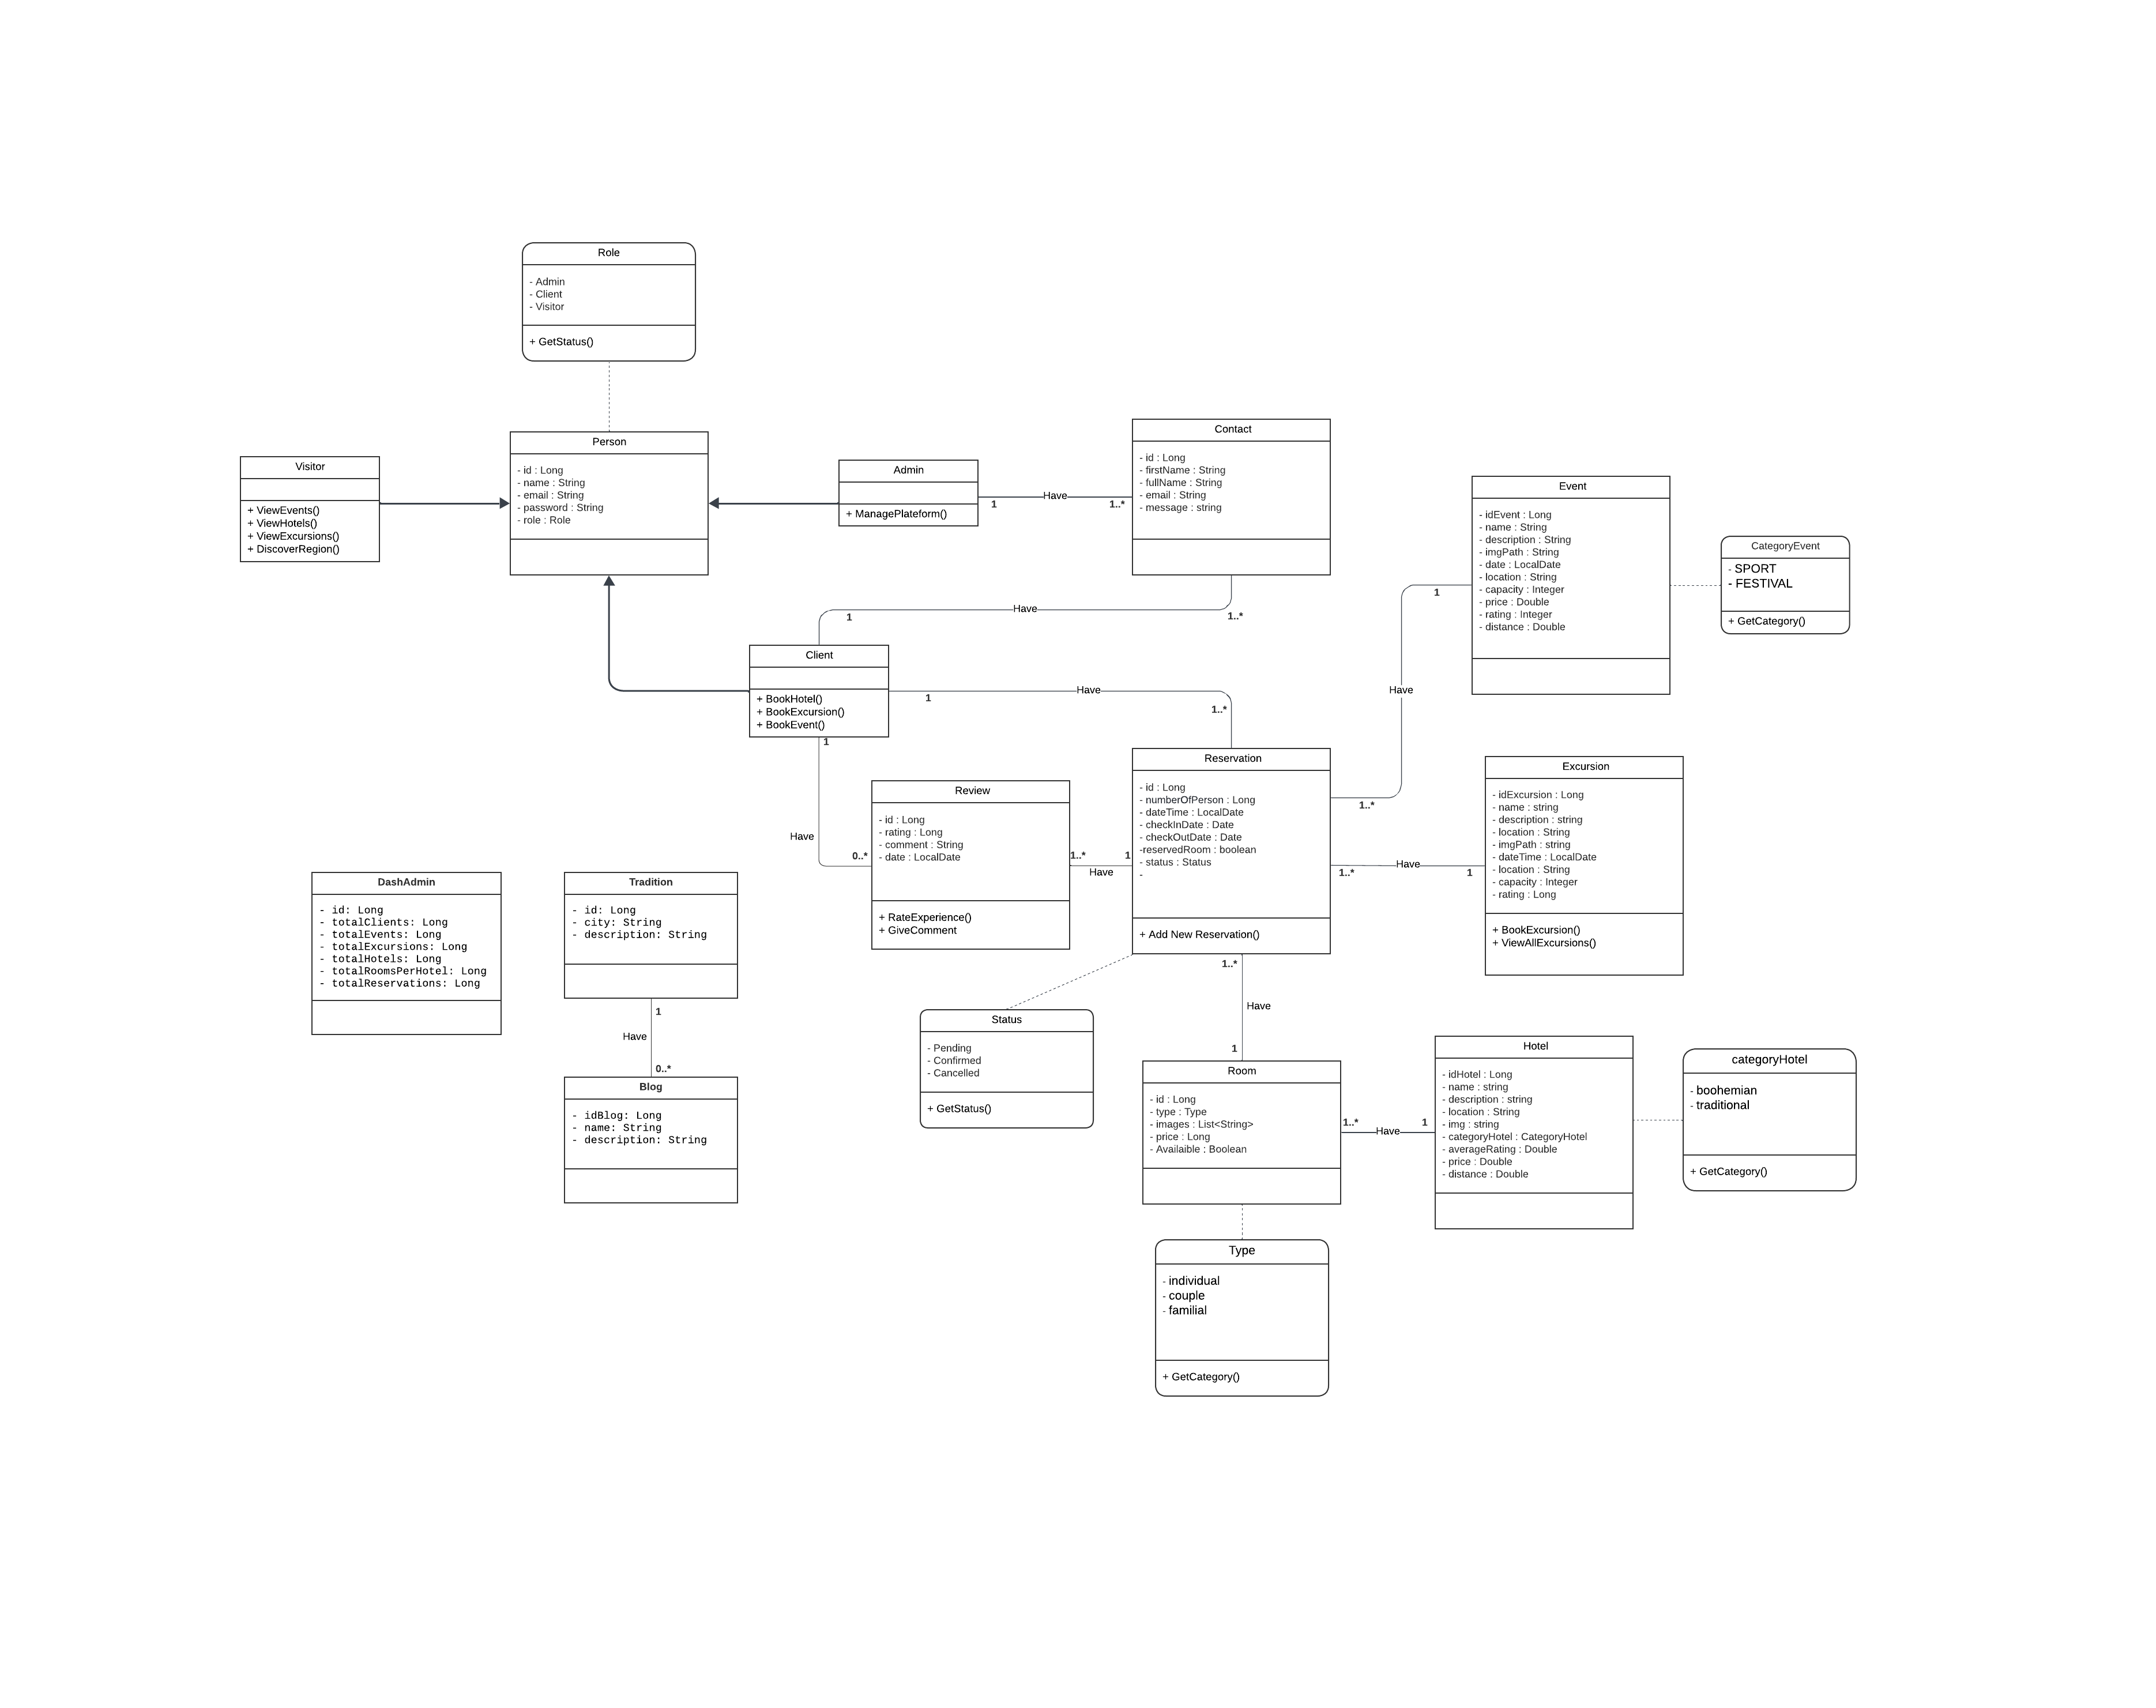 Role
- Admin
- Client
- Visitor
+ GetStatus()
Visitor
+ ViewEvents()
+ ViewHotels()
+ ViewExcursions()
+ DiscoverRegion()
Person
- id : Long
- name : String
- email : String
- password : String
- role : Role
Admin
+ ManagePlateform()
1
Have
1..*
Contact
- id : Long
- firstName : String
- fullName : String
- email : String
- message : string
1
Have
1..*
Event
- idEvent : Long
- name : String
- description : String
- imgPath : String
- date : LocalDate
- location : String
- capacity : Integer
- price : Double
- rating : Integer
- distance : Double
CategoryEvent
- SPORT
- FESTIVAL
+ GetCategory()
1
Have
1..*
Client
+ BookHotel()
+ BookExcursion()
+ BookEvent()
1
Have
1..*
1
Have
0..*
Review
- id : Long
- rating : Long
- comment : String
- date : LocalDate
+ RateExperience()
+ GiveComment
1..*
1
Have
Reservation
- id : Long
- numberOfPerson : Long
- dateTime : LocalDate
- checkInDate : Date
- checkOutDate : Date
-reservedRoom : boolean
- status : Status
-
+ Add New Reservation()
1..*
Have
1
Excursion
- idExcursion : Long
- name : string
- description : string
- location : String
- imgPath : string
- dateTime : LocalDate
- location : String
- capacity : Integer
- rating : Long
+ BookExcursion()
+ ViewAllExcursions()
DashAdmin
- id: Long
- totalClients: Long
- totalEvents: Long
- totalExcursions: Long
- totalHotels: Long
- totalRoomsPerHotel: Long
- totalReservations: Long
Tradition
- id: Long
- city: String
- description: String
1
Have
0..*
Blog
- idBlog: Long
- name: String
- description: String
Status
- Pending
- Confirmed
- Cancelled
+ GetStatus()
1..*
Have
1
Room
- id : Long
- type : Type
- images : List<String>
- price : Long
- Availaible : Boolean
1..*
Have
1
Hotel
- idHotel : Long
- name : string
- description : string
- location : String
- img : string
- categoryHotel : CategoryHotel
- averageRating : Double
- price : Double
- distance : Double
categoryHotel
- boohemian
- traditional
+ GetCategory()
Type
- individual
- couple
- familial
+ GetCategory()